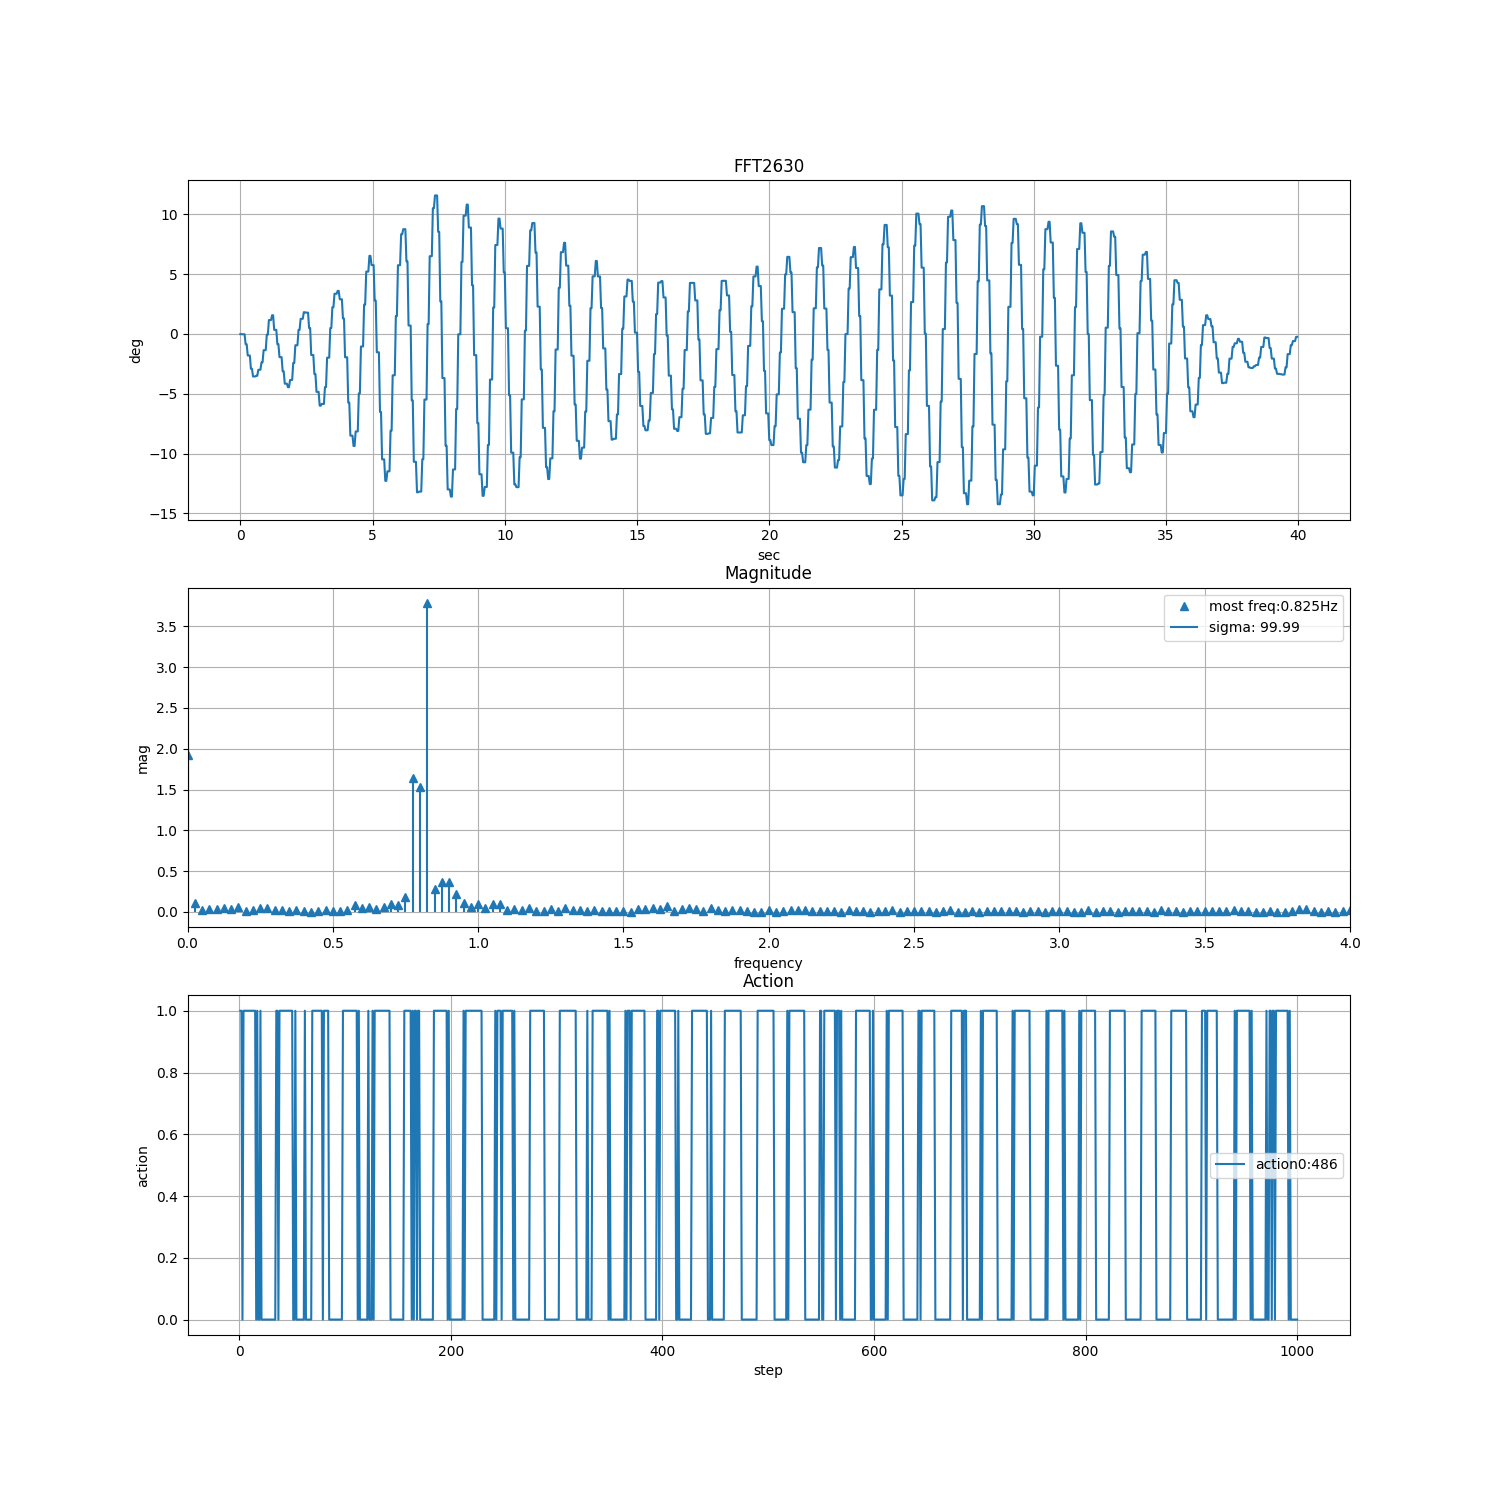 FFT2630
10
5
0
−5
−10
−15
deg
0 5 10 15 20 25 30 35 40
sec
Magnitude
most freq:0.825Hz
sigma: 99.99
3.5
3.0
2.5
2.0
1.5
1.0
0.5
0.0
mag
0.0 0.5 1.0 1.5 2.0 2.5 3.0 3.5 4.0
frequency
Action
1.0
0.8
0.6
0.4
0.2
0.0
action
action0:486
0 200 400 600 800 1000
step